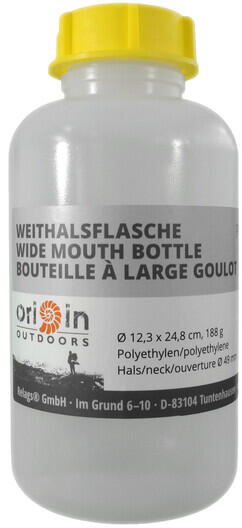 WEITHALSFLASCHE
WIDE MOUTH BOTTLE
BOUTEILLE À LARGE GOULOT
origin
OUTDOORS
Ø 12,3 x 24,8 cm, 188 g
Polyethylen/polyethylene
Hals/neck/ouverture Ø 49 mm
Relags® GmbH · Im Grund 6–10 · D-83104 Tuntenhausen